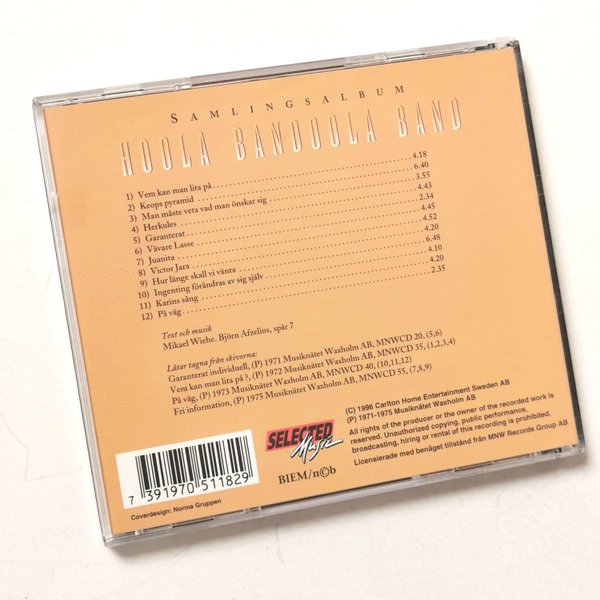 SAMLINGSALBUM
HOOLA BANDOOLA BAND
1) Vem kan man lita på 4.18
2) Keops pyramid 6.40
3) Man måste veta vad man önskar sig 3.55
4) Herkules 4.43
5) Garanterat 2.34
6) Vävare Lasse 4.45
7) Juanita 4.52
8) Victor Jara 4.20
9) Hur länge skall vi vänta 6.48
10) Ingenting förändras av sig själv 4.10
11) Karins sång 4.20
12) På väg 2.35
Text och musik
Mikael Wiehe. Björn Afzelius, spår 7
Låtar tagna från skivorna:
Garanterat individuell, (P) 1971 Musiknätet Waxholm AB, MNWCD 20, (5,6)
Vem kan man lita på?, (P) 1972 Musiknätet Waxholm AB, MNWCD 35, (1,2,3,4)
På väg, (P) 1973 Musiknätet Waxholm AB, MNWCD 40, (10,11,12)
Fri information, (P) 1975 Musiknätet Waxholm AB, MNWCD 55, (7,8,9)
(C) 1996 Carlton Home Entertainment Sweden AB
(P) 1971-1975 Musiknätet Waxholm AB
All rights of the producer or the owner of the recorded work is
reserved. Unauthorized copying, public performance,
broadcasting, hiring or rental of this recording is prohibited.
Licensierade med benäget tillstånd från MNW Records Group AB
SELECTED
Music
BIEM/n©b
7 391970 511829
Coverdesign: Norma Gruppen